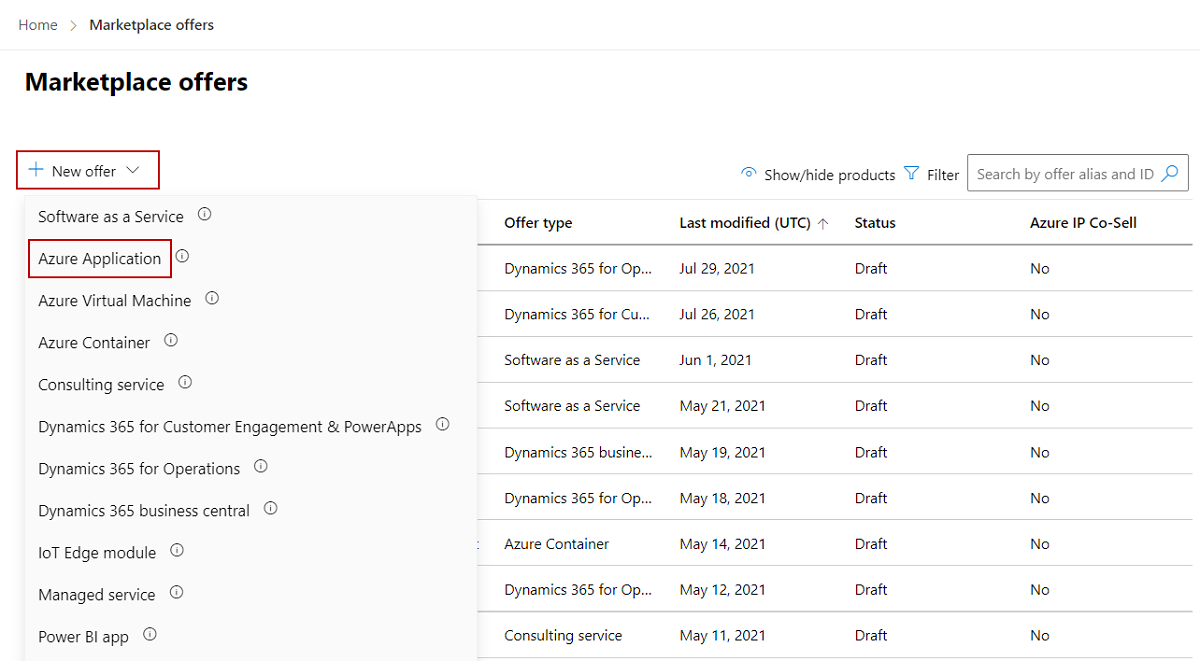 Home > Marketplace offers
Marketplace offers
+ New offer
Show/hide products Filter Search by offer alias and ID
Software as a Service
Azure Application
Azure Virtual Machine
Azure Container
Consulting service
Dynamics 365 for Customer Engagement & PowerApps
Dynamics 365 for Operations
Dynamics 365 business central
IoT Edge module
Managed service
Power BI app
Offer type Last modified (UTC) ↑ Status Azure IP Co-Sell
Dynamics 365 for Op... Jul 29, 2021 Draft No
Dynamics 365 for Cu... Jul 26, 2021 Draft No
Software as a Service Jun 1, 2021 Draft No
Software as a Service May 21, 2021 Draft No
Dynamics 365 busine... May 19, 2021 Draft No
Dynamics 365 for Op... May 18, 2021 Draft No
Azure Container May 14, 2021 Draft No
Dynamics 365 for Op... May 12, 2021 Draft No
Consulting service May 11, 2021 Draft No